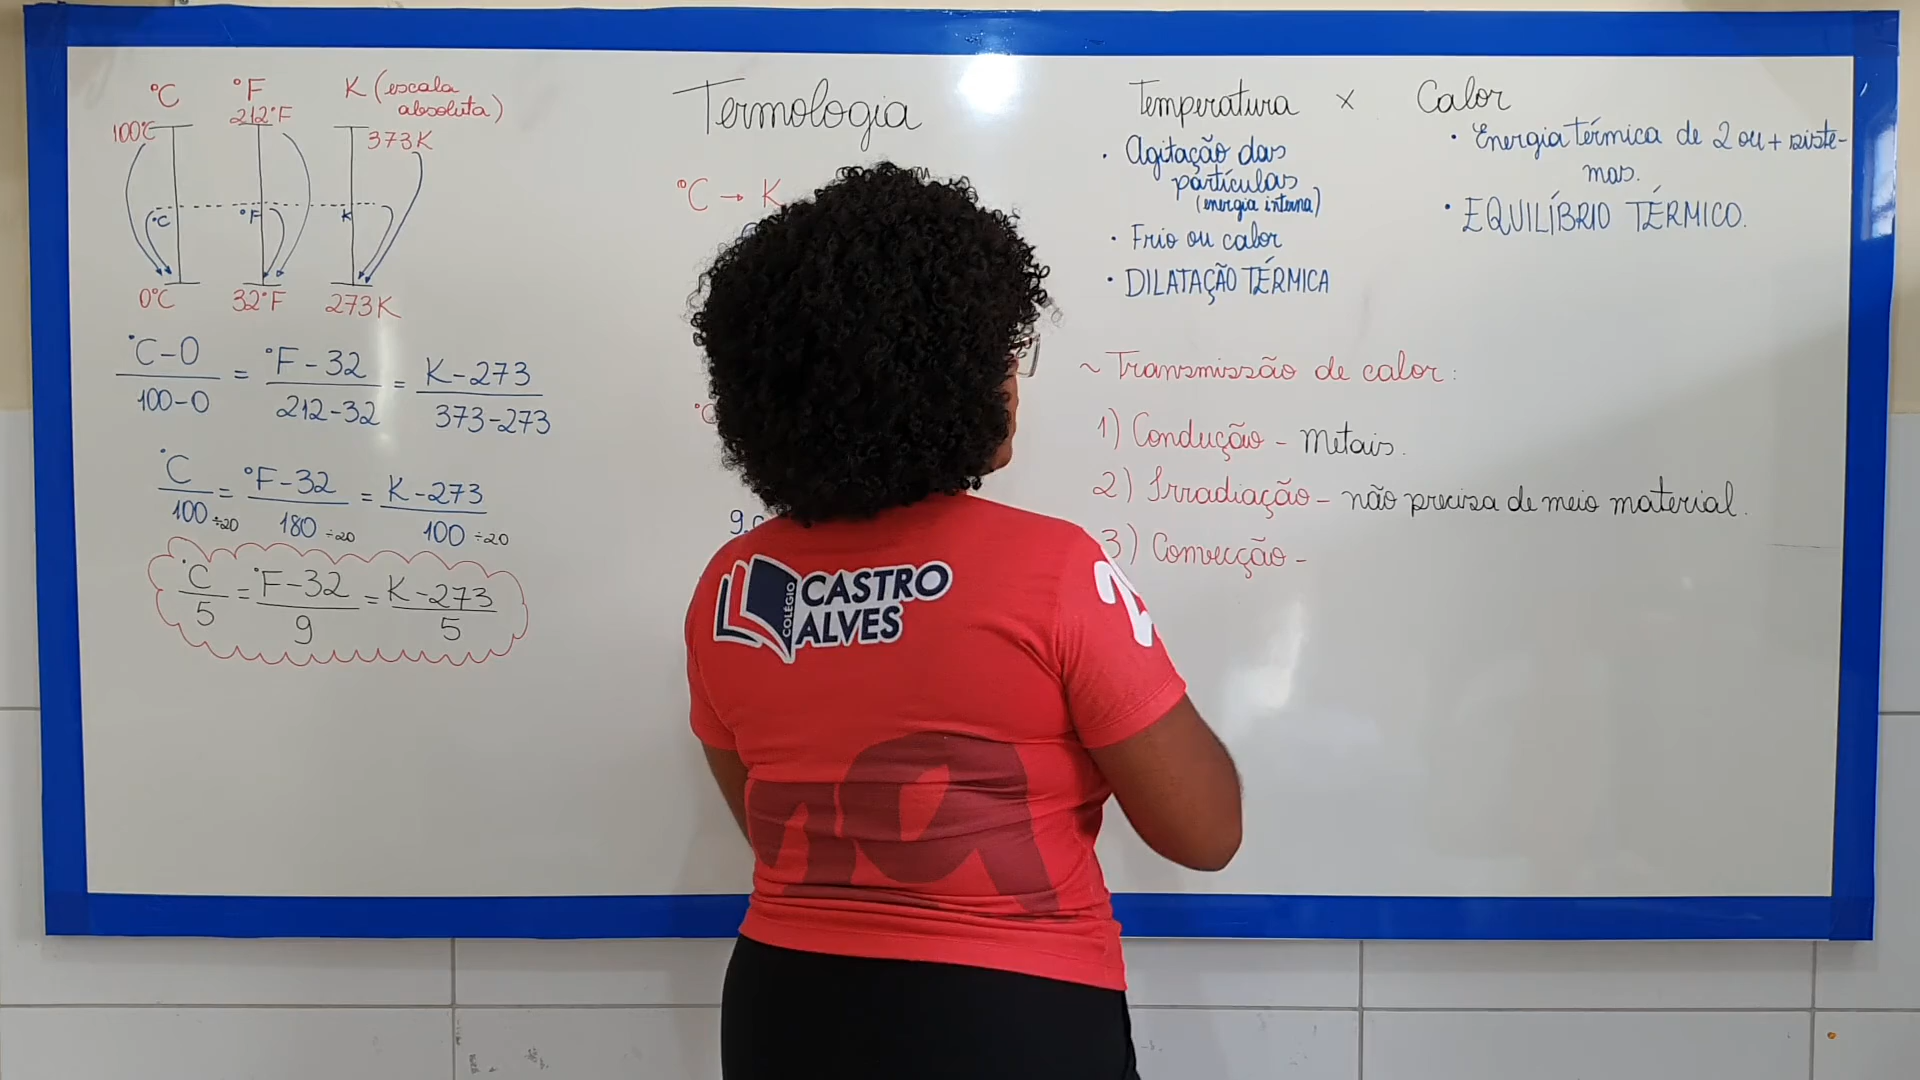 °C °F K (escala absoluta)
100°C 212°F 373K
°C °F K
0°C 32°F 273K
°C-0/100-0 = °F-32/212-32 = K-273/373-273
°C/100÷20 = °F-32/180÷20 = K-273/100÷20
°C/5 = °F-32/9 = K-273/5
Termologia
°C → K
Temperatura x Calor
• Agitação das
partículas
(energia interna)
• Frio ou calor
• DILATAÇÃO TÉRMICA
• Energia térmica de 2 ou + siste-
mas.
• EQUILÍBRIO TÉRMICO.
~ Transmissão de calor:
1) Condução - Metais.
2) Irradiação - não precisa de meio material.
3) Convecção -
COLÉGIO
CASTRO
ALVES